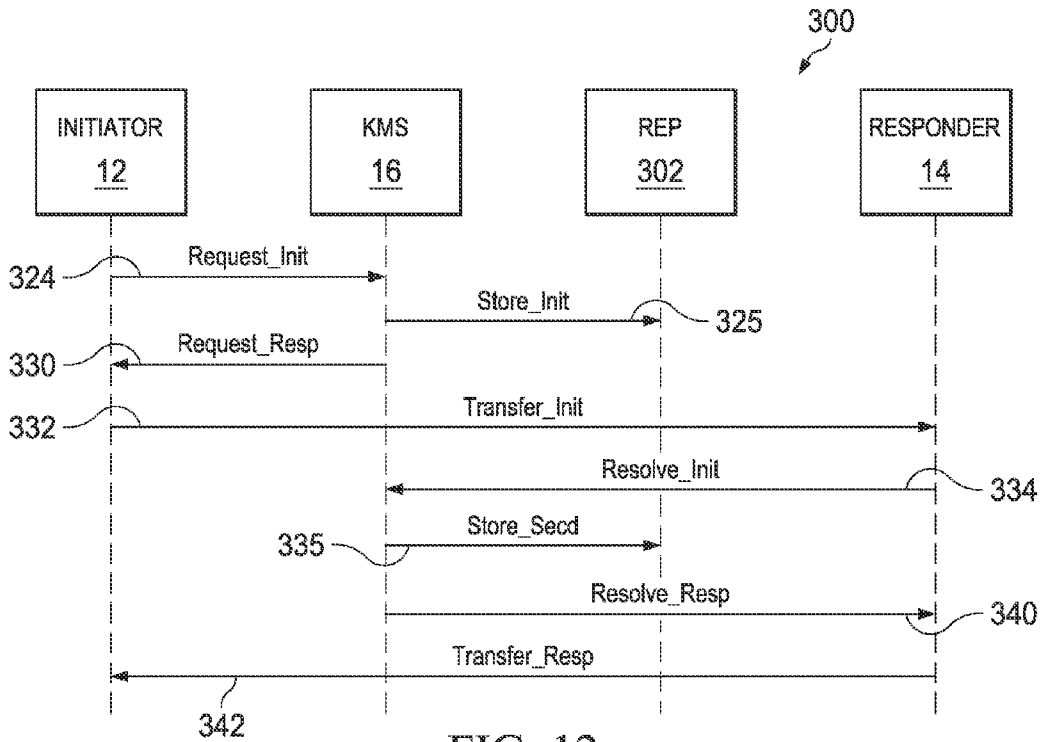 300
INITIATOR
12
KMS
16
REP
302
RESPONDER
14
Request_Init
324
Store_Init
325
Request_Resp
330
Transfer_Init
332
Resolve_Init
334
Store_Secd
335
Resolve_Resp
340
Transfer_Resp
342